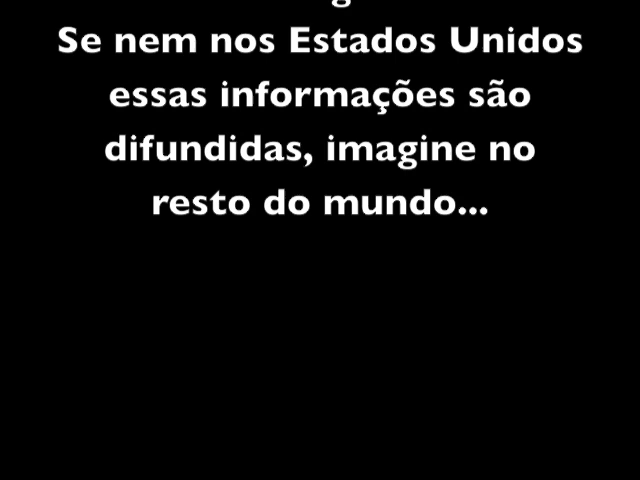 Se nem nos Estados Unidos
essas informações são
difundidas, imagine no
resto do mundo...